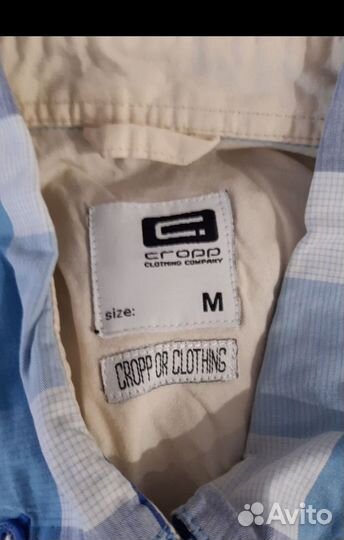 cropp
CLOTHING COMPANY
size: M
CROPP OR CLOTHING
Avito